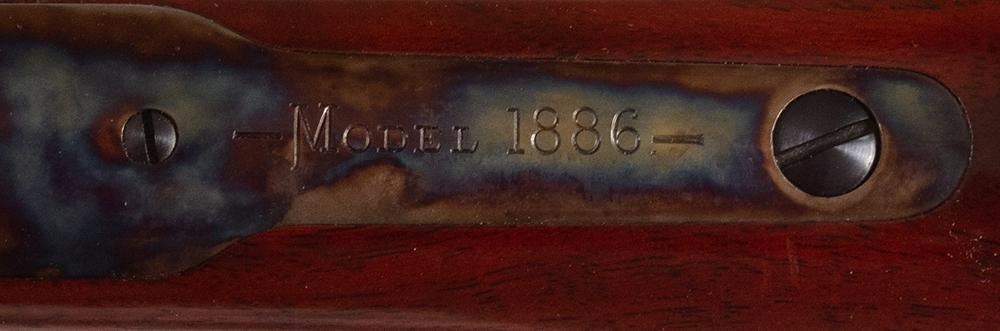 —Model 1886.—